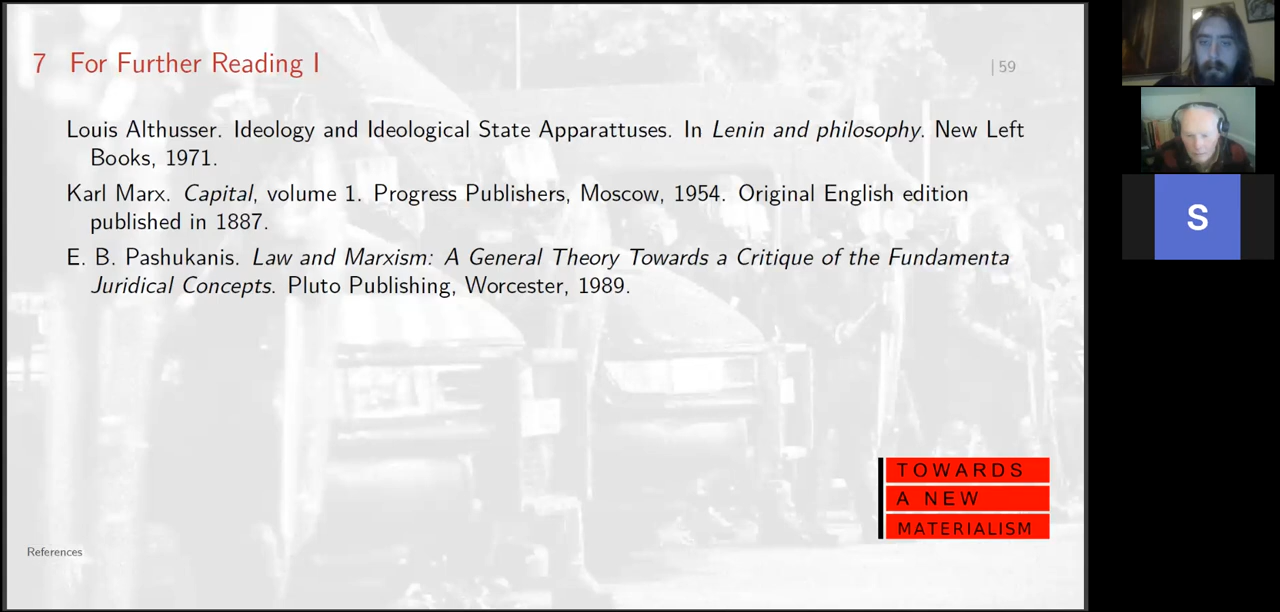 7 For Further Reading I
| 59
Louis Althusser. Ideology and Ideological State Apparattuses. In Lenin and philosophy. New Left
Books, 1971.
Karl Marx. Capital, volume 1. Progress Publishers, Moscow, 1954. Original English edition
published in 1887.
E. B. Pashukanis. Law and Marxism: A General Theory Towards a Critique of the Fundamenta
Juridical Concepts. Pluto Publishing, Worcester, 1989.
TOWARDS
A NEW
MATERIALISM
References
S